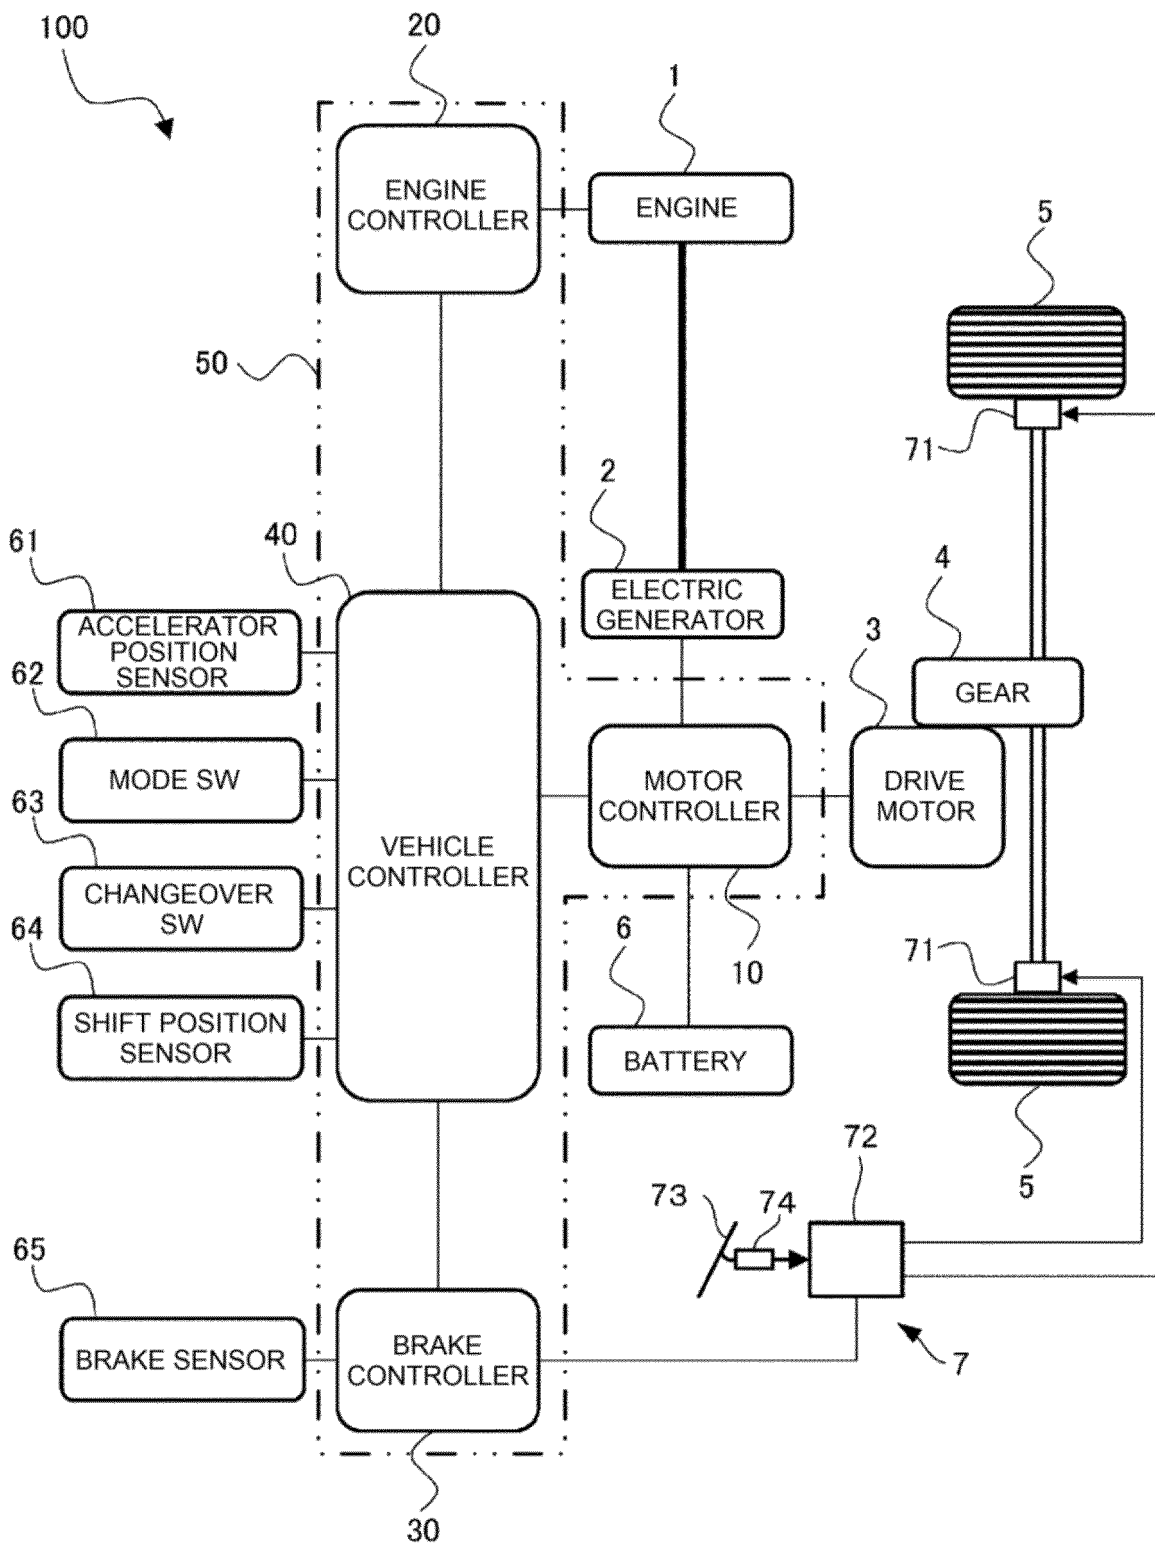 100
20
1
ENGINE
CONTROLLER
ENGINE
5
50
71
2
61
40
4
ELECTRIC
GENERATOR
3
ACCELERATOR
POSITION
SENSOR
62
GEAR
MODE SW
MOTOR
CONTROLLER
DRIVE
MOTOR
63
VEHICLE
CONTROLLER
CHANGEOVER
SW
64
6
10
71
SHIFT POSITION
SENSOR
BATTERY
72
5
73
74
65
BRAKE SENSOR
BRAKE
CONTROLLER
7
30